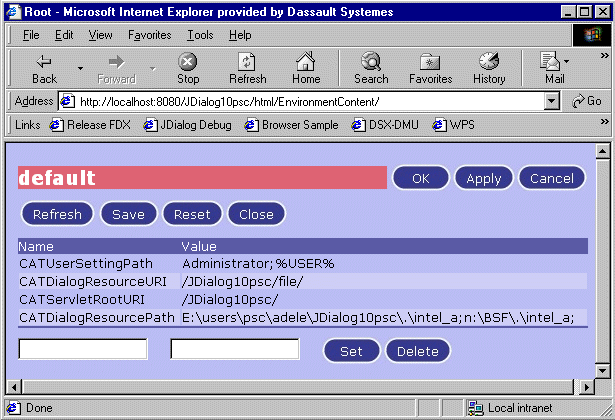 Root - Microsoft Internet Explorer provided by Dassault Systemes
File Edit View Favorites Tools Help »
Back Forward Stop Refresh Home Search Favorites History Mail »
Address http://localhost:8080/JDialog10psc/html/EnvironmentContent/ Go
Links Release FDX JDialog Debug Browser Sample DSX-DMU WPS »
default OK Apply Cancel
Refresh Save Reset Close
Name Value
CATUserSettingPath Administrator;%USER%
CATDialogResourceURI /JDialog10psc/file/
CATServletRootURI /JDialog10psc/
CATDialogResourcePath E:\users\psc\adele\JDialog10psc\.\intel_a;n:\BSF\.\intel_a;
Set Delete
Done Local intranet